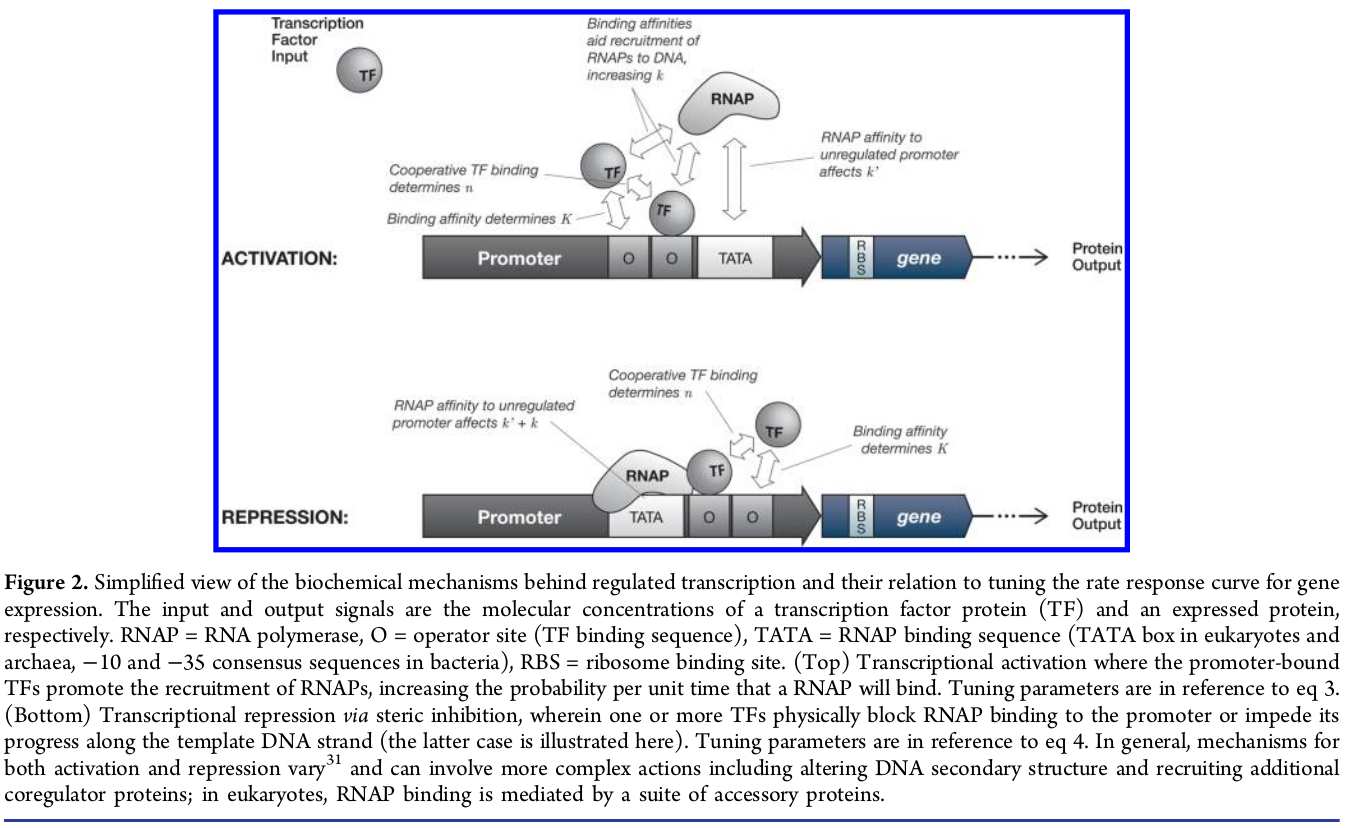 Transcription
Factor
Input
TF
Binding affinities
aid recruitment of
RNAPs to DNA,
increasing k
RNAP
RNAP affinity to
unregulated promoter
affects k'
TF
Cooperative TF binding
determines n
TF
Binding affinity determines K
ACTIVATION:
Promoter
O
O
TATA
RBS
gene
Protein
Output
Cooperative TF binding
determines n
RNAP affinity to unregulated
promoter affects k' + k
TF
Binding affinity
determines K
RNAP
TF
REPRESSION:
Promoter
TATA
O
O
RBS
gene
Protein
Output
Figure 2. Simplified view of the biochemical mechanisms behind regulated transcription and their relation to tuning the rate response curve for gene
expression. The input and output signals are the molecular concentrations of a transcription factor protein (TF) and an expressed protein,
respectively. RNAP = RNA polymerase, O = operator site (TF binding sequence), TATA = RNAP binding sequence (TATA box in eukaryotes and
archaea, −10 and −35 consensus sequences in bacteria), RBS = ribosome binding site. (Top) Transcriptional activation where the promoter-bound
TFs promote the recruitment of RNAPs, increasing the probability per unit time that a RNAP will bind. Tuning parameters are in reference to eq 3.
(Bottom) Transcriptional repression via steric inhibition, wherein one or more TFs physically block RNAP binding to the promoter or impede its
progress along the template DNA strand (the latter case is illustrated here). Tuning parameters are in reference to eq 4. In general, mechanisms for
both activation and repression vary31 and can involve more complex actions including altering DNA secondary structure and recruiting additional
coregulator proteins; in eukaryotes, RNAP binding is mediated by a suite of accessory proteins.